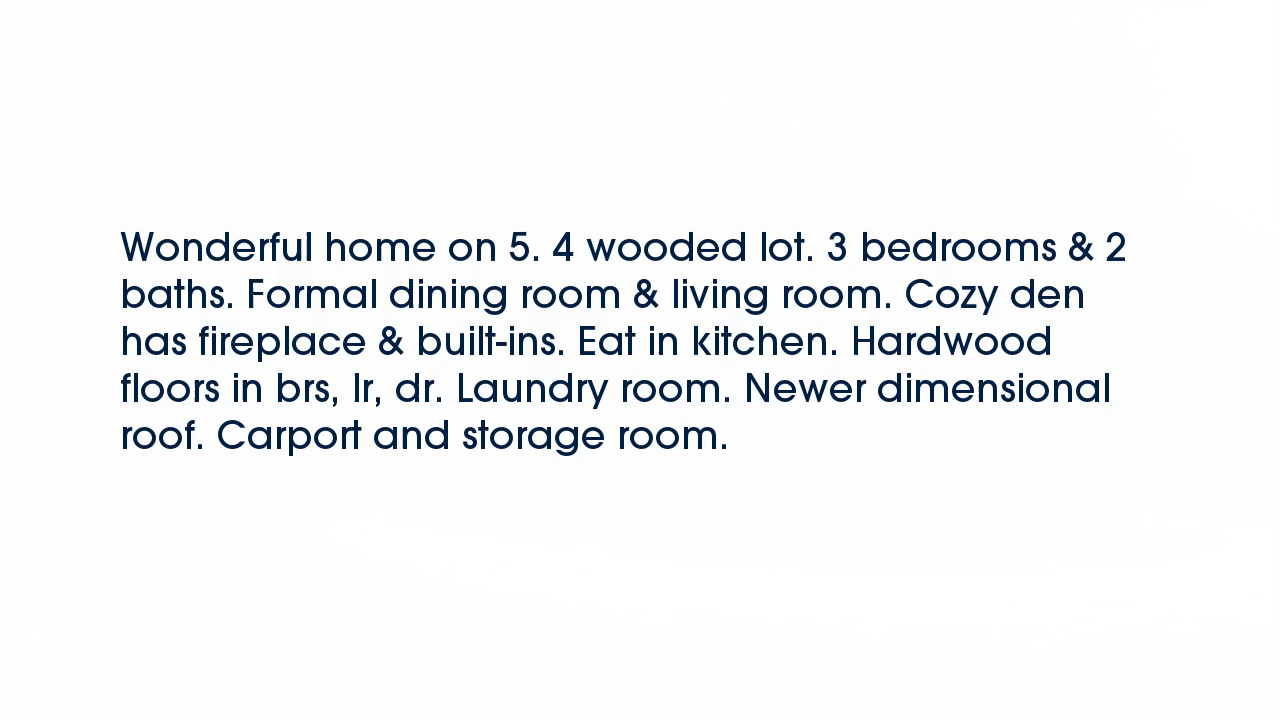 Wonderful home on 5. 4 wooded lot. 3 bedrooms & 2
baths. Formal dining room & living room. Cozy den
has fireplace & built-ins. Eat in kitchen. Hardwood
floors in brs, lr, dr. Laundry room. Newer dimensional
roof. Carport and storage room.